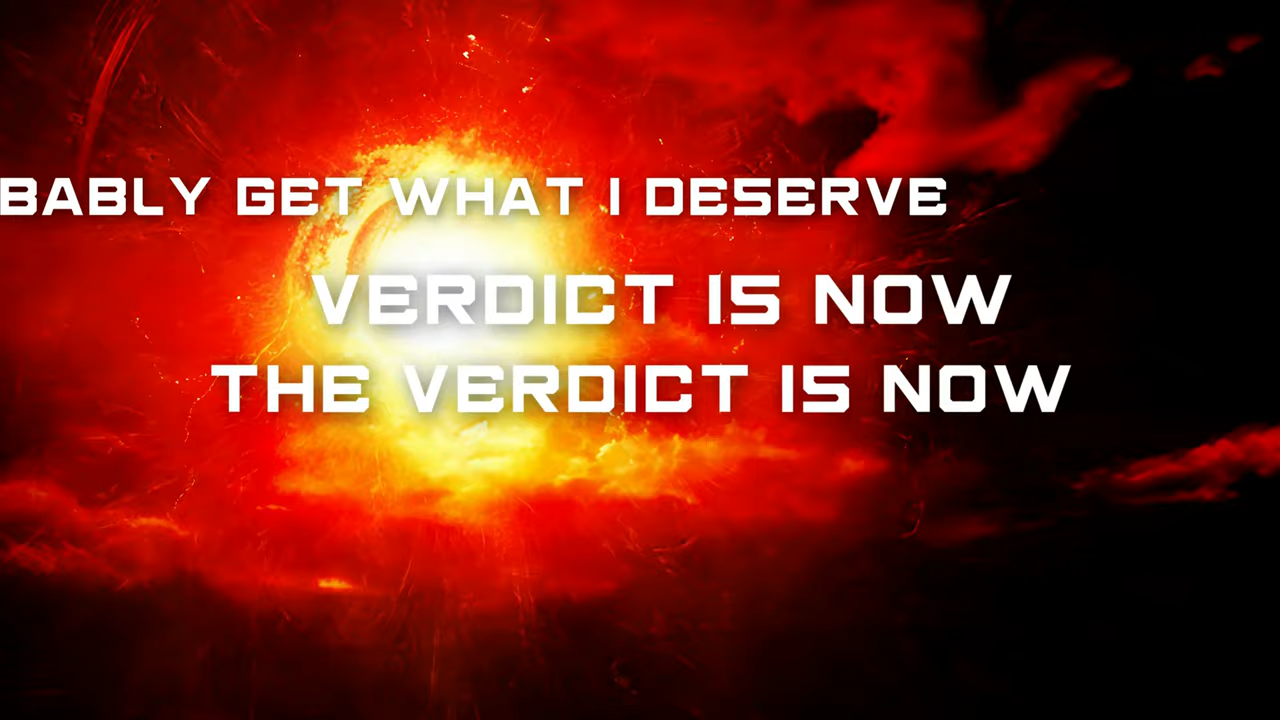 BABLY GET WHAT I DESERVE
VERDICT IS NOW
THE VERDICT IS NOW